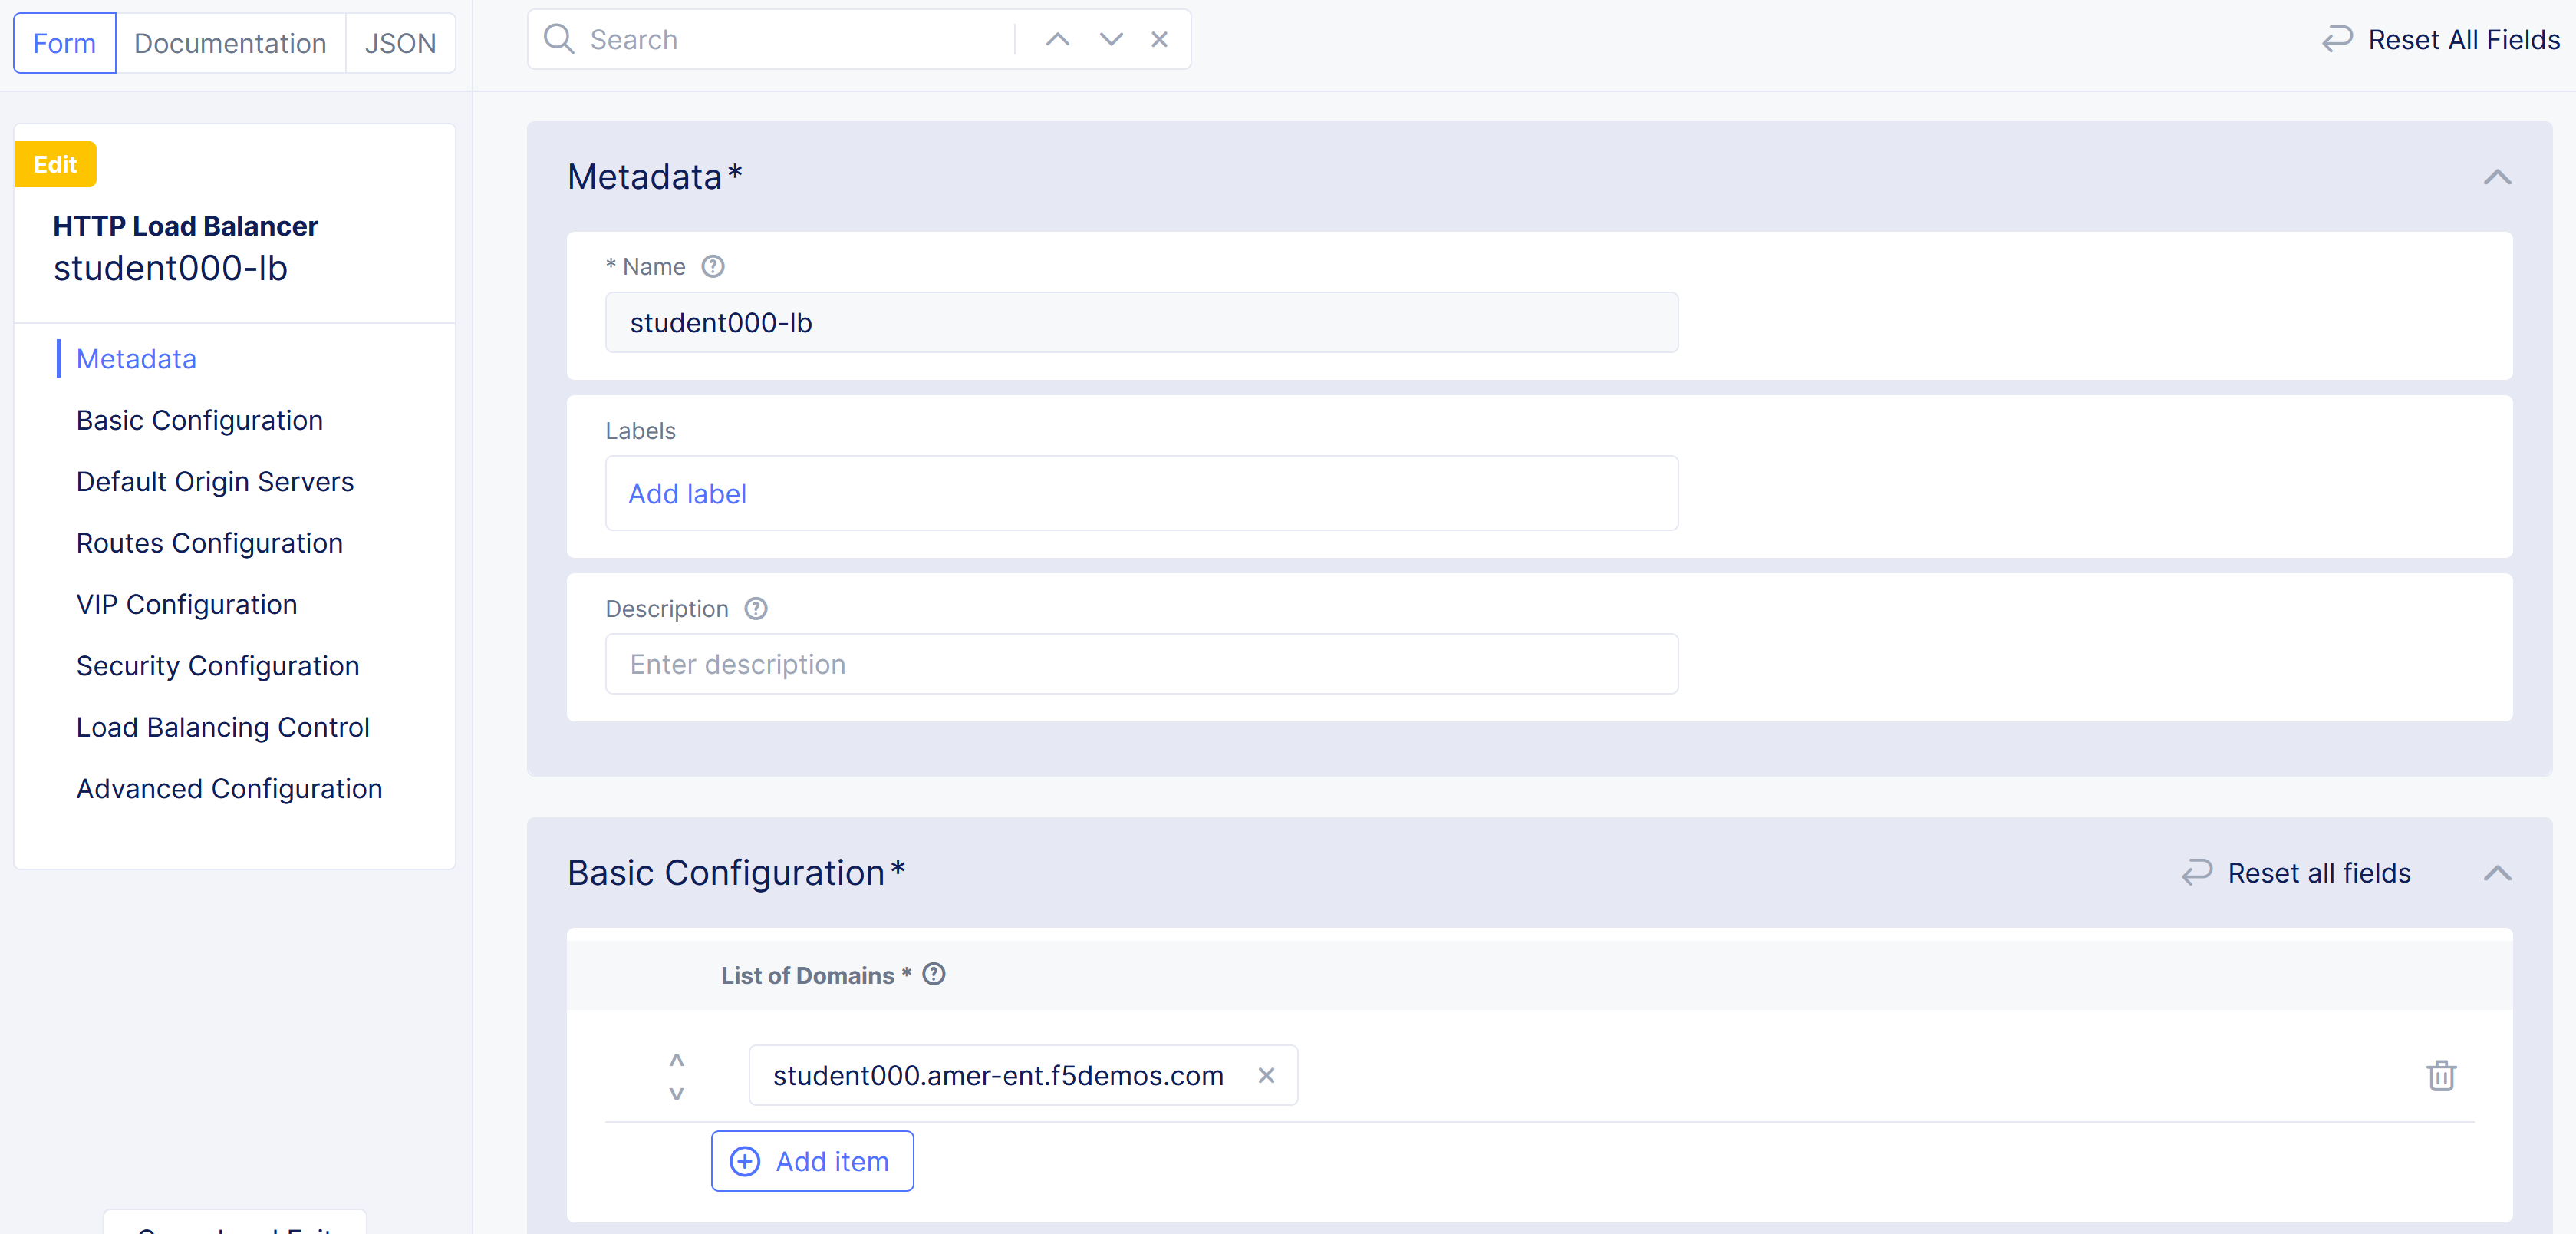 Form Documentation JSON
Search
Reset All Fields
Edit
HTTP Load Balancer
student000-lb
Metadata
Basic Configuration
Default Origin Servers
Routes Configuration
VIP Configuration
Security Configuration
Load Balancing Control
Advanced Configuration
Metadata*
* Name
student000-lb
Labels
Add label
Description
Enter description
Basic Configuration*
Reset all fields
List of Domains *
student000.amer-ent.f5demos.com
Add item